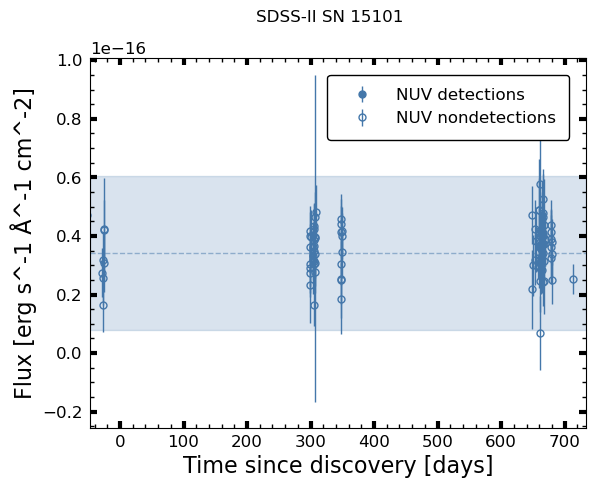 SDSS-II SN 15101
1e−16
NUV detections
NUV nondetections
1.0
0.8
0.6
0.4
0.2
0.0
−0.2
Flux [erg s^-1 Å^-1 cm^-2]
0 100 200 300 400 500 600 700
Time since discovery [days]